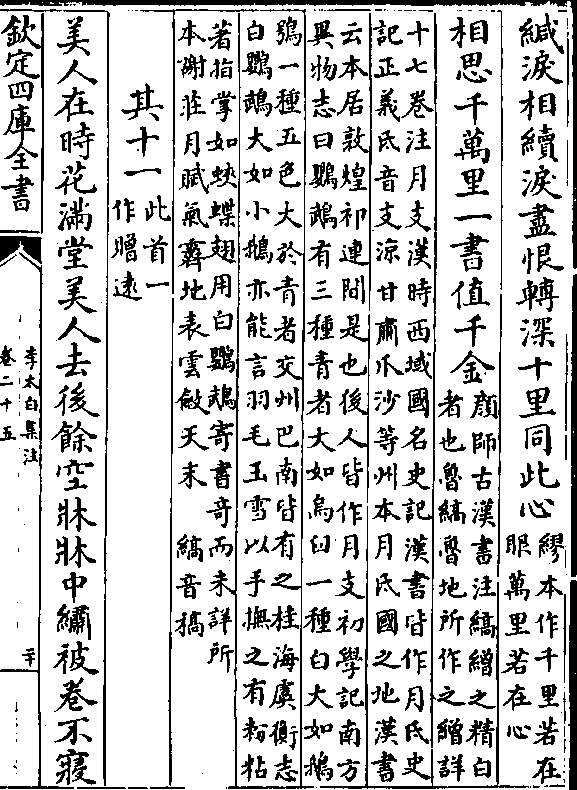 緘淚相續淚盡恨轉深千里同此心繆本作千里若在
眼萬里若在心
相思千萬里一書值千金顔師古漢書注縞繒之精白
者也魯縞魯地所作之繒詳
十七卷注月支漢時西域國名史記漢書皆作月氏史
記正義氏音支涼甘肅爪沙等州本月氏國之地漢書
云本居敦煌祁連間是也後人皆作月支初學記南方
異物志曰鸚鵡有三種青者大如烏臼一種白大如鵝
鴞一種五色大於青者交州巴南皆有之桂海虞衡志
白鸚鵡大如小鵝亦能言羽毛玉雪以手撫之有粉粘
著指掌如蛺蝶翅用白鸚鵡寄書竒而未詳所
本謝莊月賦氣霽地表雲斂天末 縞音稿
其十一此首一
作贈逺
美人在時花滿堂美人去後餘空牀牀中繡被卷不寢
欽定四庫全書
李太白集注
卷二十五
二十